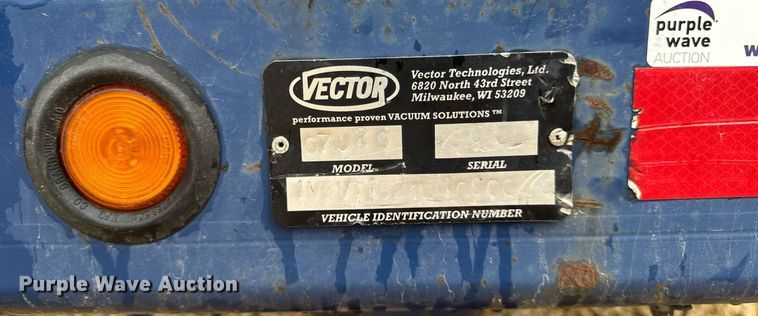 purple
wave
AUCTION
VECTOR
Vector Technologies, Ltd.
6820 North 43rd Street
Milwaukee, WI 53209
performance proven VACUUM SOLUTIONS™
MODEL SERIAL
VEHICLE IDENTIFICATION NUMBER
Purple Wave Auction